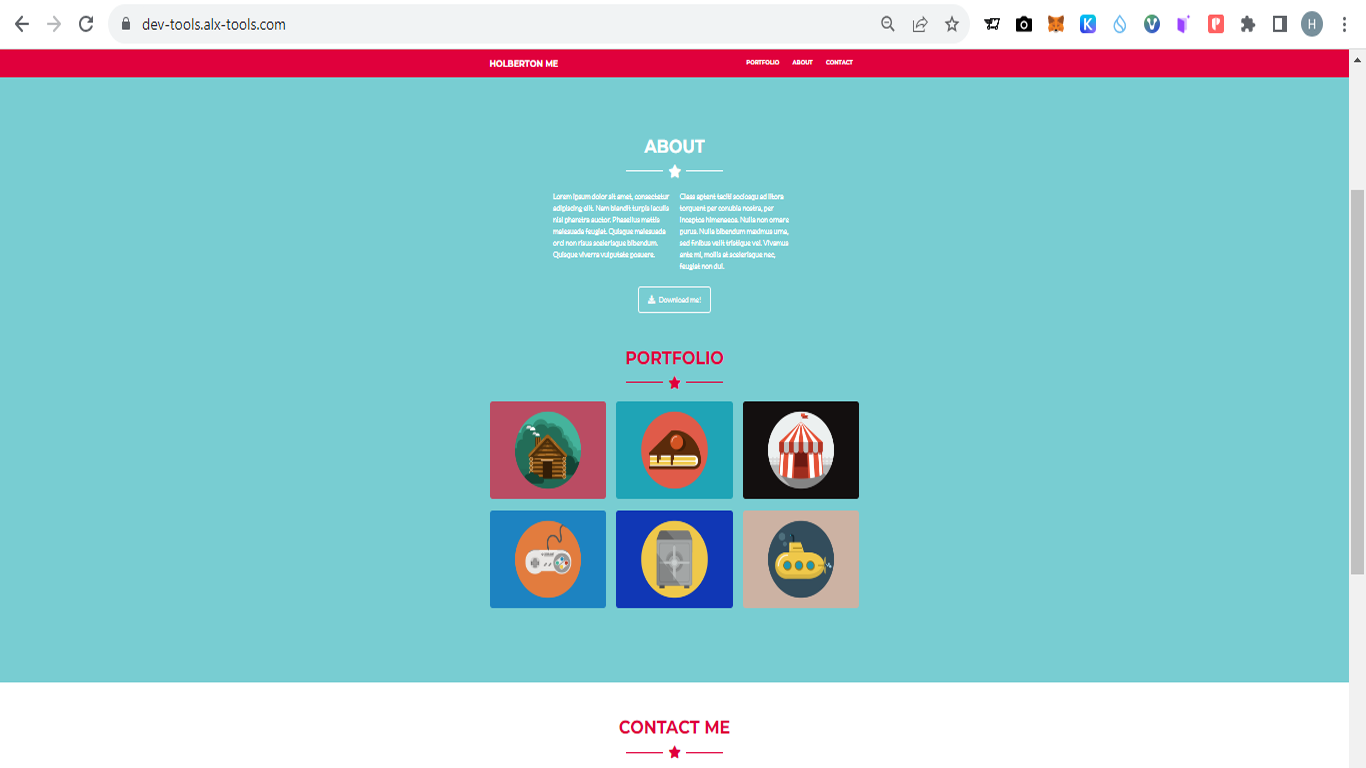 dev-tools.alx-tools.com
H
HOLBERTON ME
PORTFOLIO ABOUT CONTACT
ABOUT
Lorem ipsum dolor sit amet, consectetur
adipiscing elit. Nam blandit turpis iaculis
nisl pharetra auctor. Phasellus mattis
malesuada feugiat. Quisque malesuada
orci non risus scelerisque bibendum.
Quisque viverra vulputate posuere.
Class aptent taciti sociosqu ad litora
torquent per conubia nostra, per
inceptos himenaeos. Nulla non ornare
purus. Nulla bibendum maximus urna,
sed finibus velit tristique vel. Vivamus
ante mi, mollis at scelerisque nec,
feugiat non dui.
Download me!
PORTFOLIO
CONTACT ME